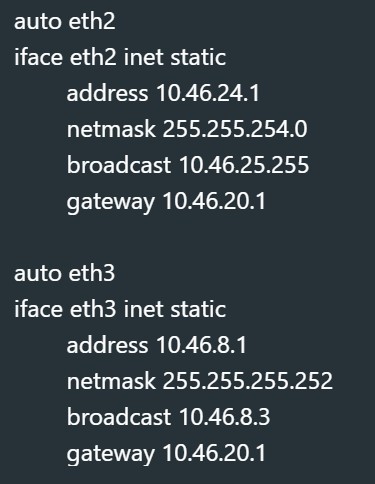 auto eth2
iface eth2 inet static
address 10.46.24.1
netmask 255.255.254.0
broadcast 10.46.25.255
gateway 10.46.20.1
auto eth3
iface eth3 inet static
address 10.46.8.1
netmask 255.255.255.252
broadcast 10.46.8.3
gateway 10.46.20.1